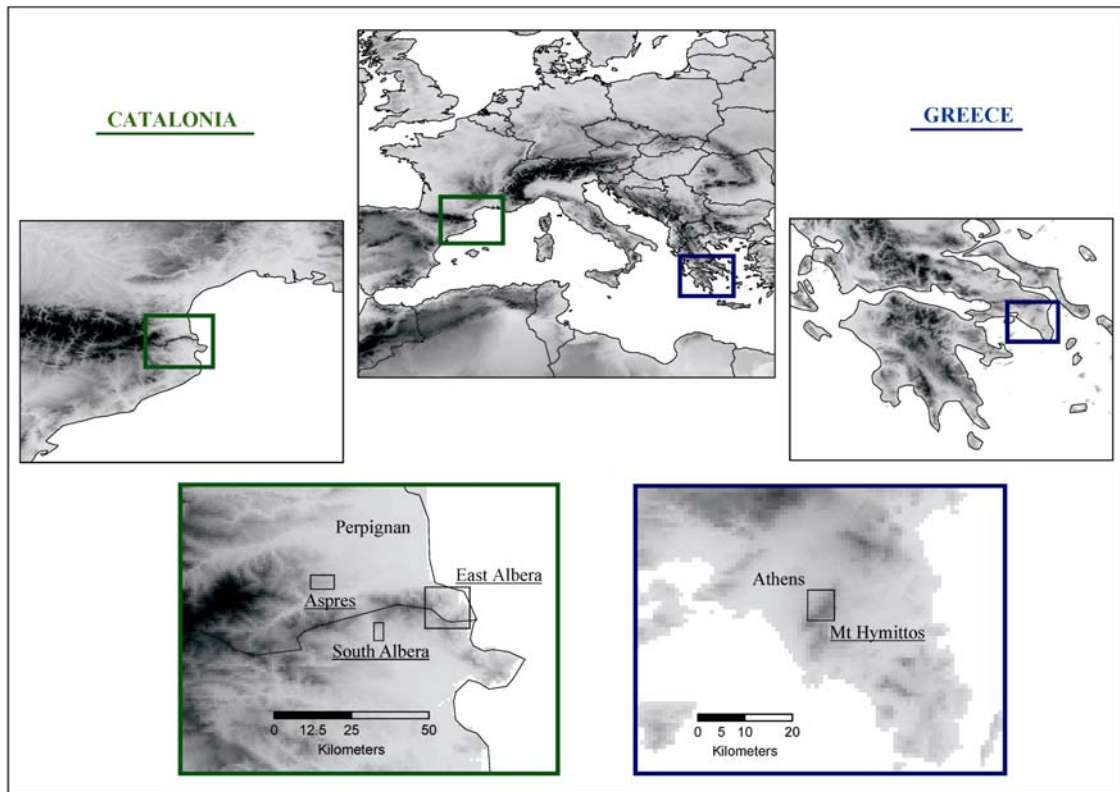 CATALONIA
GREECE
Perpignan
East Albera
Aspres
South Albera
0 12.5 25 50
Kilometers
Athens
Mt Hymittos
0 5 10 20
Kilometers